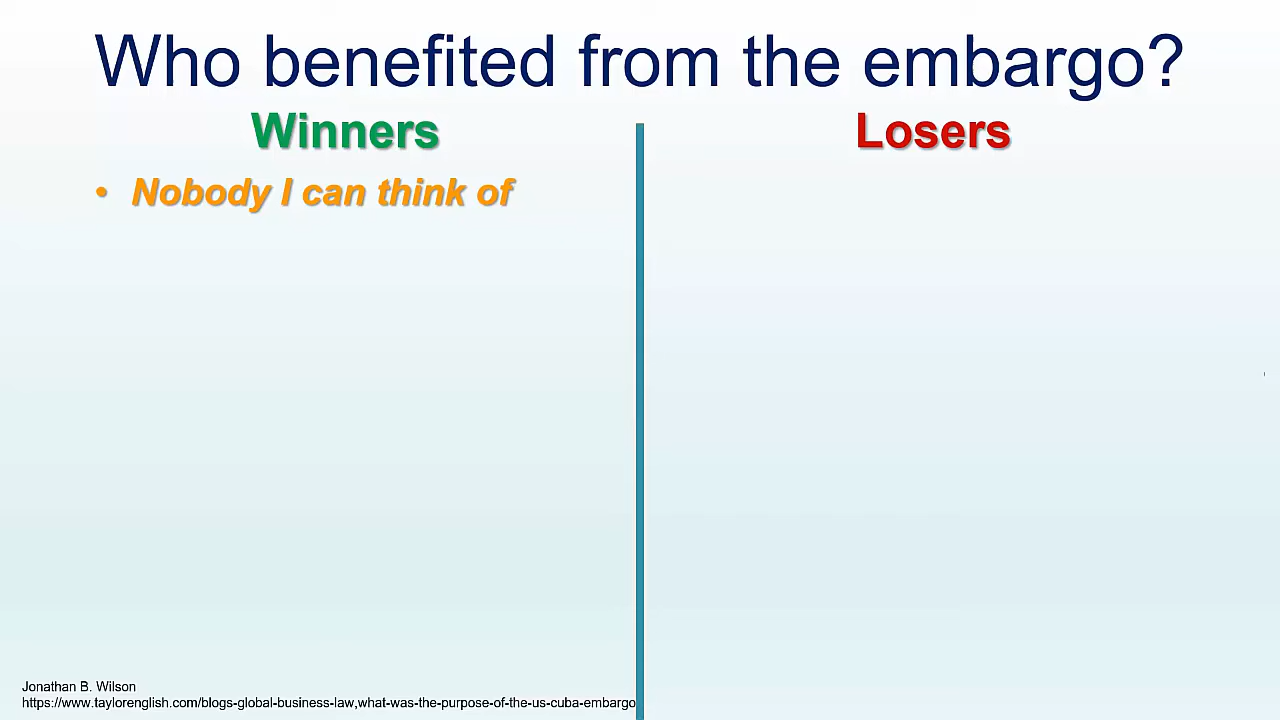 Who benefited from the embargo?
Winners
Losers
• Nobody I can think of
Jonathan B. Wilson
https://www.taylorenglish.com/blogs-global-business-law,what-was-the-purpose-of-the-us-cuba-embargo